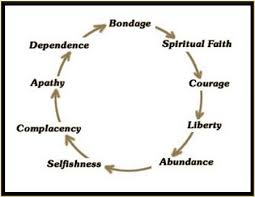 Bondage
Spiritual Faith
Courage
Liberty
Abundance
Selfishness
Complacency
Apathy
Dependence